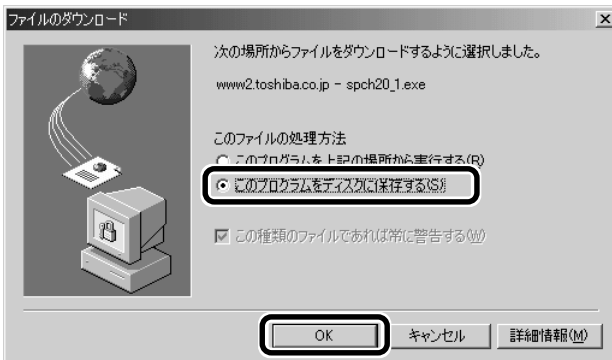 ファイルのダウンロード
次の場所からファイルをダウンロードするように選択しました。
www2.toshiba.co.jp - spch20_1.exe
このファイルの処理方法
このプログラムを上記の場所から実行する(R)
このプログラムをディスクに保存する(S)
この種類のファイルであれば常に警告する(W)
OK キャンセル 詳細情報(M)